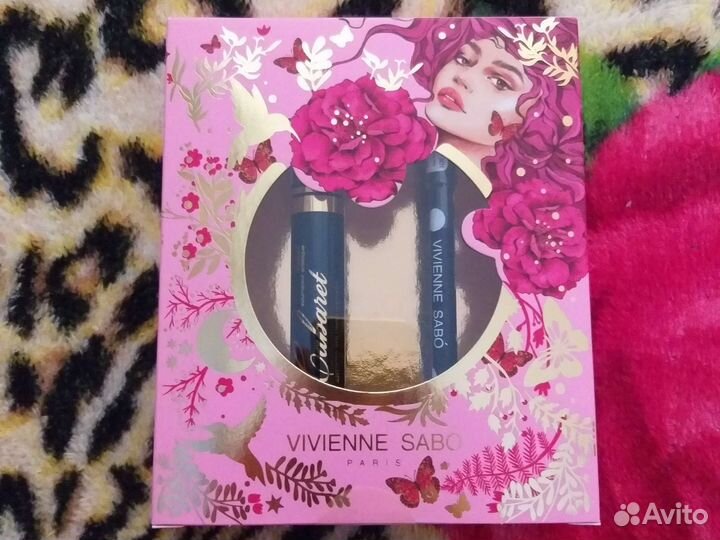 Cabaret
VIVIENNE SABÓ
VIVIENNE SABÓ
PARIS
Avito